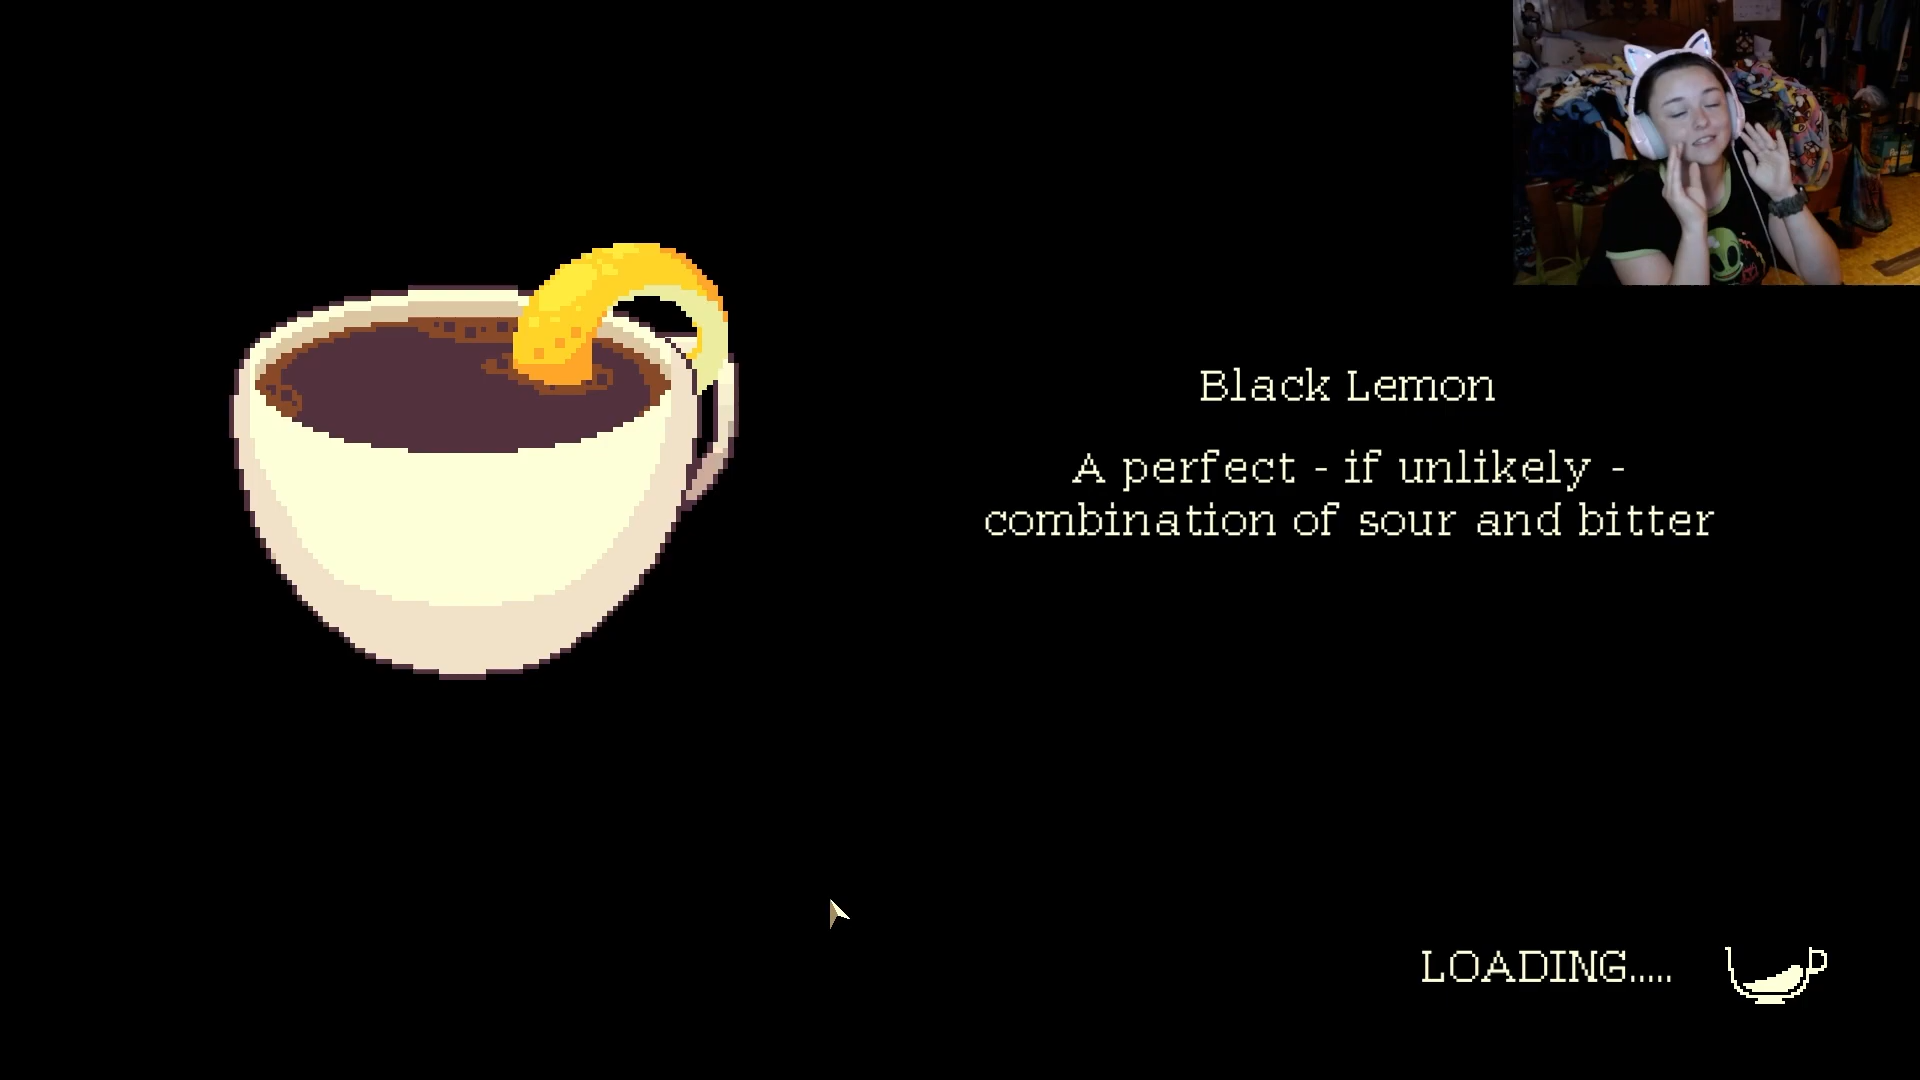 Black Lemon
A perfect - if unlikely -
combination of sour and bitter
LOADING.....